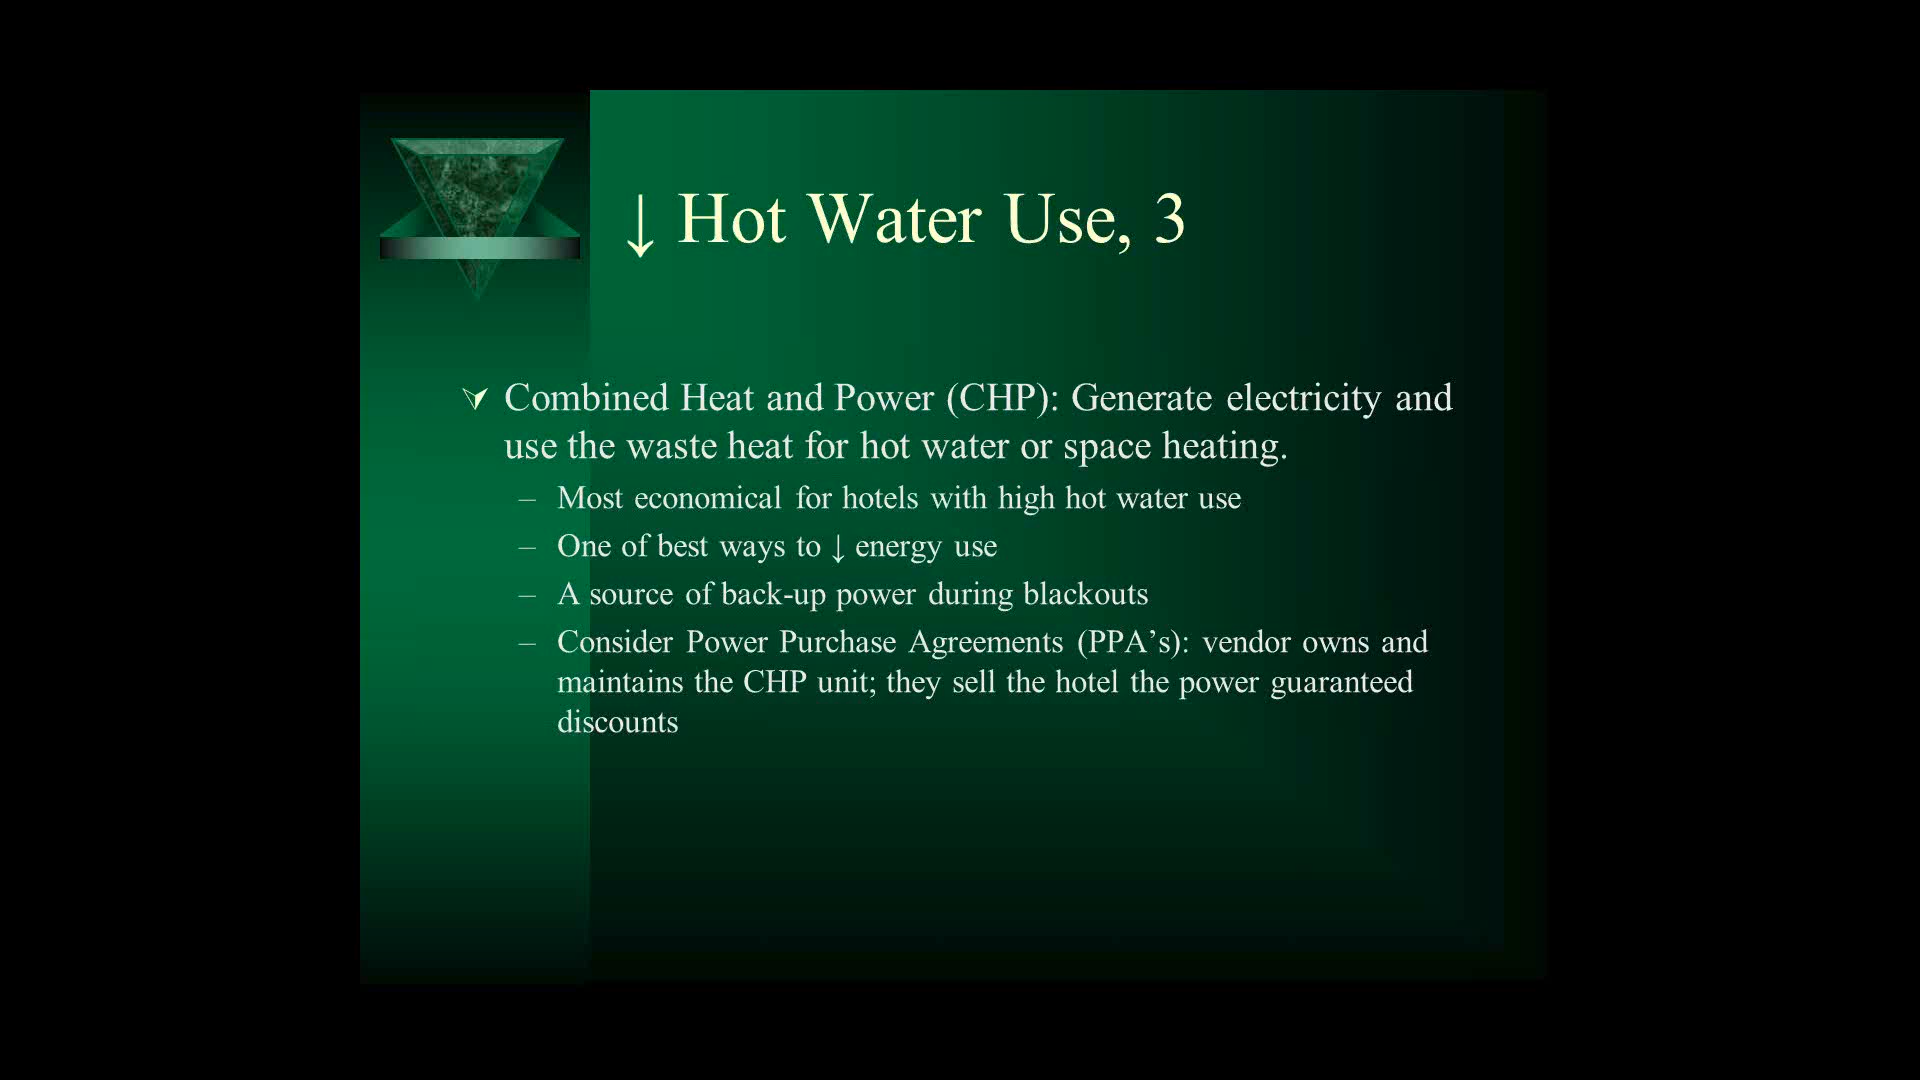 ↓ Hot Water Use, 3
Combined Heat and Power (CHP): Generate electricity and
use the waste heat for hot water or space heating.
– Most economical for hotels with high hot water use
– One of best ways to ↓ energy use
– A source of back-up power during blackouts
– Consider Power Purchase Agreements (PPA’s): vendor owns and
maintains the CHP unit; they sell the hotel the power guaranteed
discounts